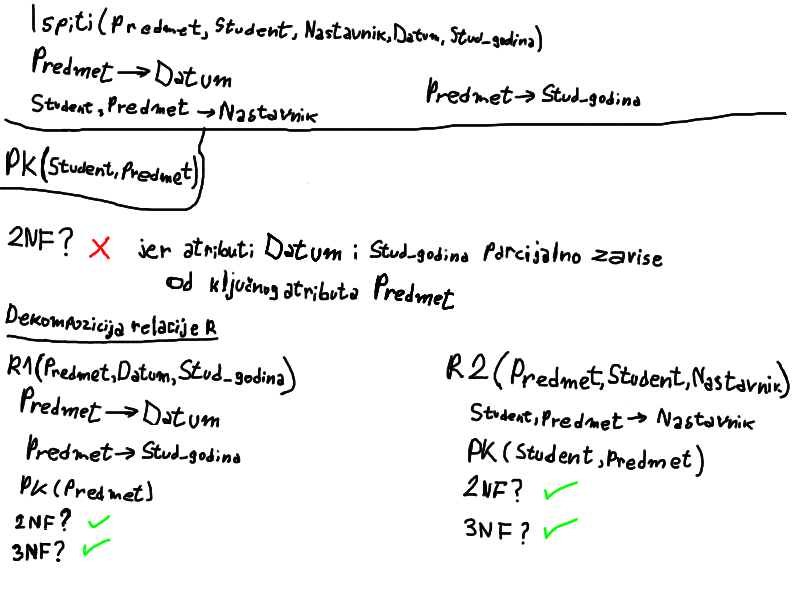 Ispiti(Predmet, Student, Nastavnik, Datum, Stud_godina)
Predmet → Datum
Student, Predmet → Nastavnik
Predmet → Stud_godina
PK(Student, Predmet)
2NF? X jer atributi Datum i Stud_godina parcijalno zavise
od ključnog atributa Predmet
Dekompozicija relacije R
R1(Predmet, Datum, Stud_godina)
Predmet → Datum
Predmet → Stud_godina
PK(Predmet)
2NF? ✓
3NF? ✓
R2(Predmet, Student, Nastavnik)
Student, Predmet → Nastavnik
PK(Student, Predmet)
2NF? ✓
3NF? ✓